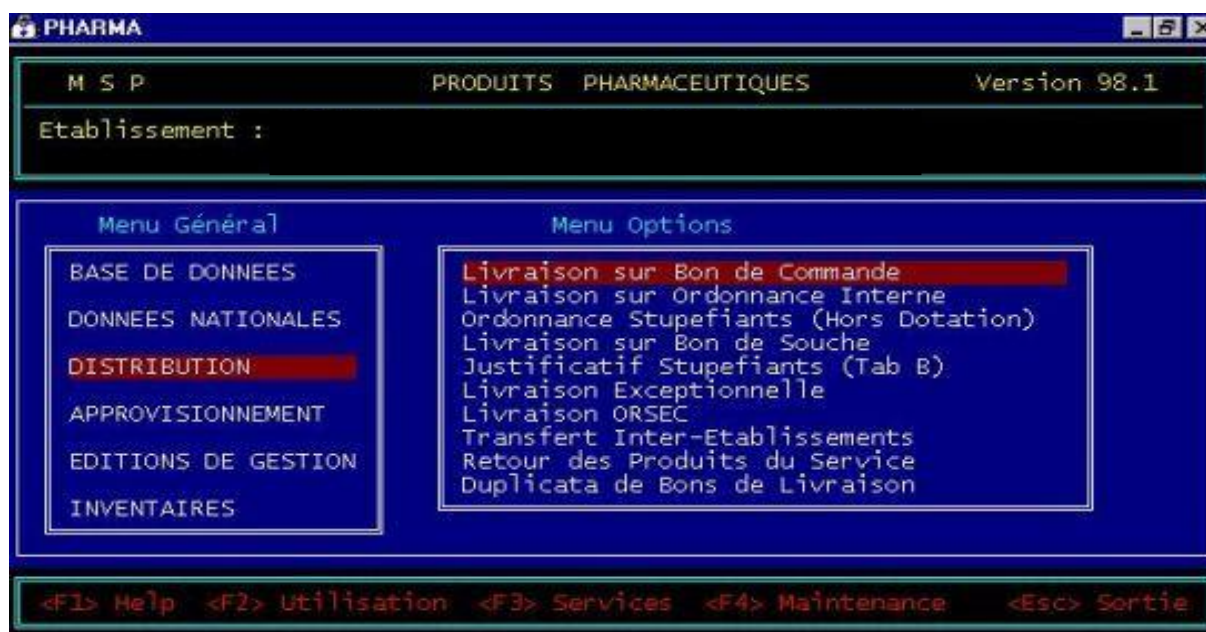 PHARMA
M S P PRODUITS PHARMACEUTIQUES Version 98.1
Etablissement :
Menu Général
BASE DE DONNEES
DONNEES NATIONALES
DISTRIBUTION
APPROVISIONNEMENT
EDITIONS DE GESTION
INVENTAIRES
Menu Options
Livraison sur Bon de Commande
Livraison sur Ordonnance Interne
Ordonnance Stupefiants (Hors Dotation)
Livraison sur Bon de Souche
Justificatif Stupefiants (Tab B)
Livraison Exceptionnelle
Livraison ORSEC
Transfert Inter-Etablissements
Retour des Produits du Service
Duplicata de Bons de Livraison
<F1> Help <F2> Utilisation <F3> Services <F4> Maintenance <Esc> Sortie